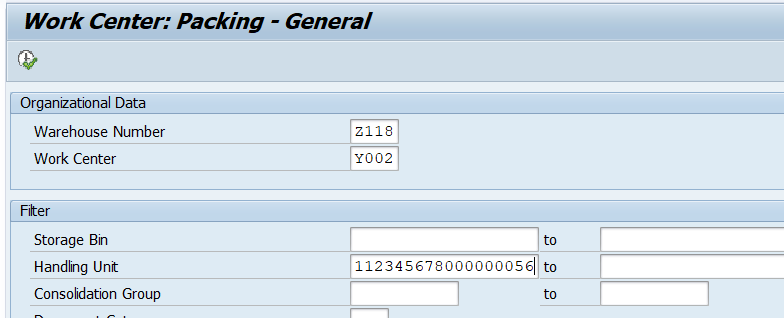 Work Center: Packing - General
Organizational Data
Warehouse Number Z118
Work Center Y002
Filter
Storage Bin to
Handling Unit 112345678000000056 to
Consolidation Group to